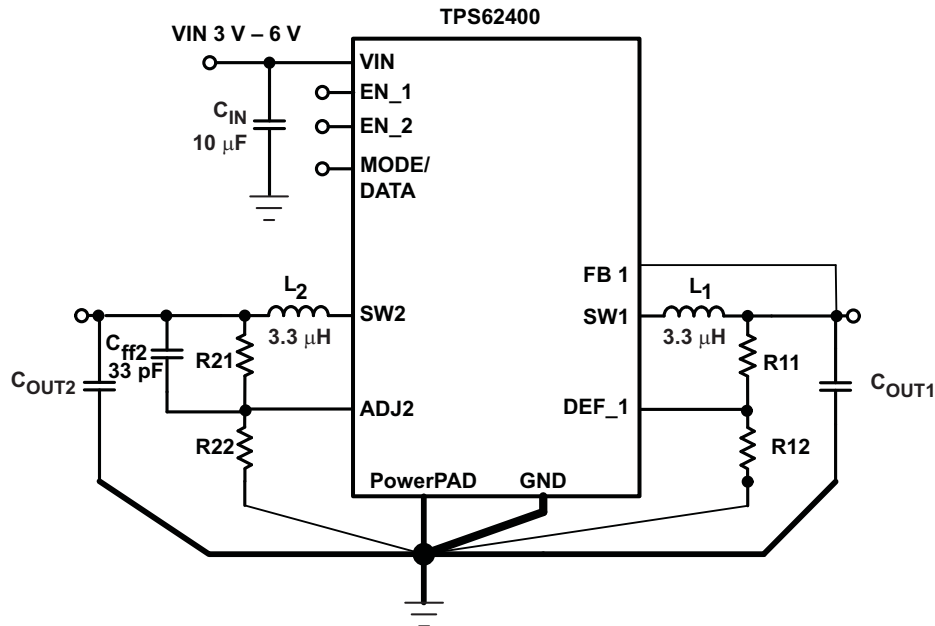 TPS62400
VIN 3 V – 6 V
VIN
EN_1
EN_2
MODE/
DATA
CIN
10 μF
FB 1
L2
SW2
3.3 μH
L1
SW1
3.3 μH
Cff2
33 pF
R21
R11
COUT2
COUT1
ADJ2
DEF_1
R22
R12
PowerPAD
GND